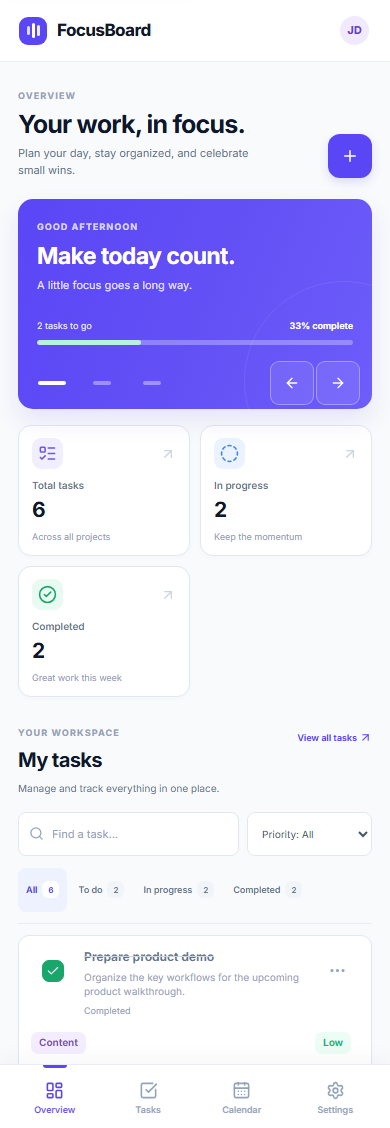 FocusBoard
JD
OVERVIEW
Your work, in focus.
Plan your day, stay organized, and celebrate
small wins.
GOOD AFTERNOON
Make today count.
A little focus goes a long way.
2 tasks to go
33% complete
Total tasks
6
Across all projects
In progress
2
Keep the momentum
Completed
2
Great work this week
YOUR WORKSPACE
View all tasks
My tasks
Manage and track everything in one place.
Find a task...
Priority: All
All 6
To do 2
In progress 2
Completed 2
Prepare product demo
Organize the key workflows for the upcoming
product walkthrough.
Completed
Content
Low
Overview
Tasks
Calendar
Settings